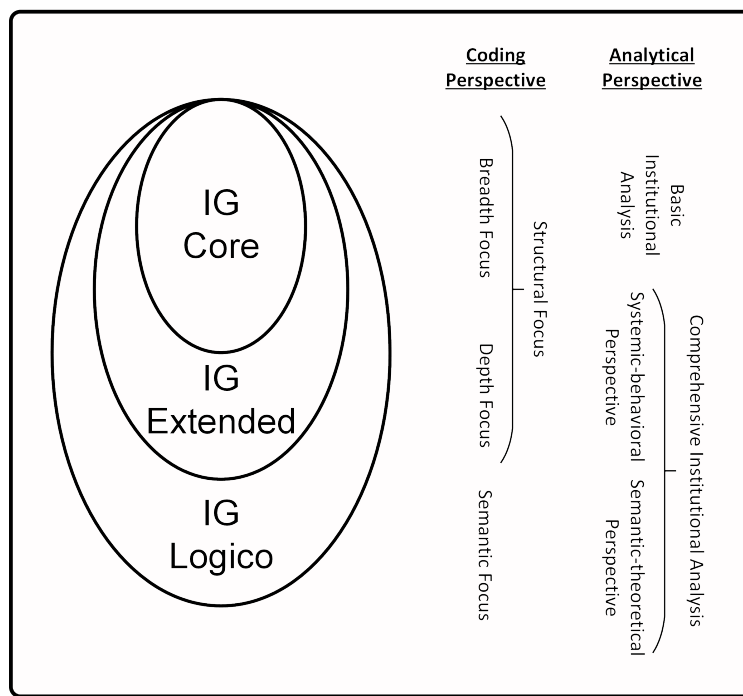 Coding
Perspective
Analytical
Perspective
IG
Core
IG
Extended
IG
Logico
Breadth Focus
Depth Focus
Structural Focus
Semantic Focus
Basic
Institutional
Analysis
Systemic-behavioral
Perspective
Semantic-theoretical
Perspective
Comprehensive Institutional Analysis